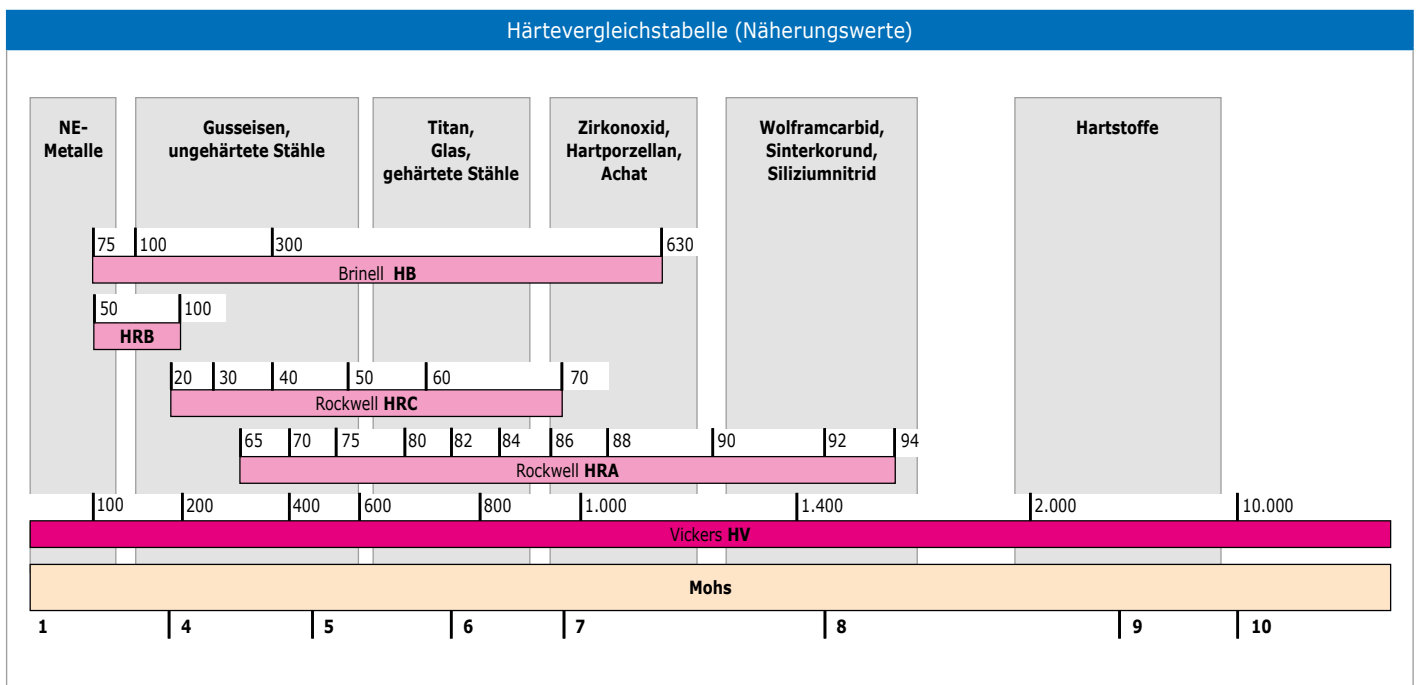 Härtevergleichstabelle (Näherungswerte)
NE-
Metalle
Gusseisen,
ungehärtete Stähle
Titan,
Glas,
gehärtete Stähle
Zirkonoxid,
Hartporzellan,
Achat
Wolframcarbid,
Sinterkorund,
Siliziumnitrid
Hartstoffe
75 100 300 630
Brinell HB
50 100
HRB
20 30 40 50 60 70
Rockwell HRC
65 70 75 80 82 84 86 88 90 92 94
Rockwell HRA
100 200 400 600 800 1.000 1.400 2.000 10.000
Vickers HV
Mohs
1 4 5 6 7 8 9 10